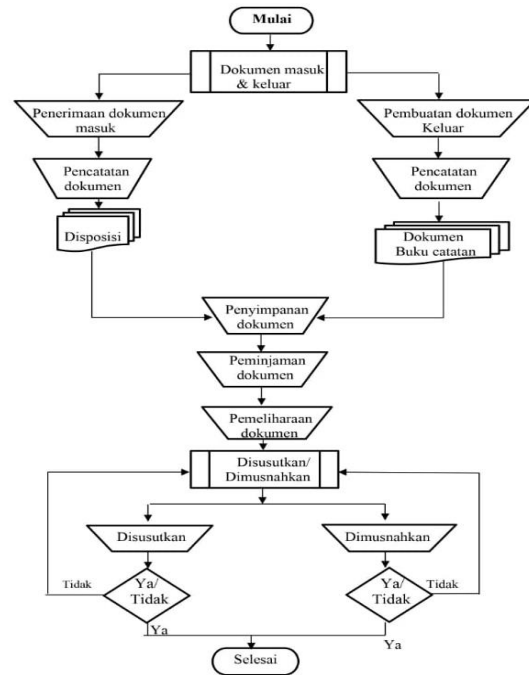 Mulai
Dokumen masuk
& keluar
Penerimaan dokumen
masuk
Pembuatan dokumen
Keluar
Pencatatan
dokumen
Pencatatan
dokumen
Disposisi
Dokumen
Buku catatan
Penyimpanan
dokumen
Peminjaman
dokumen
Pemeliharaan
dokumen
Disusutkan/
Dimusnahkan
Disusutkan
Dimusnahkan
Tidak
Ya/
Tidak
Ya/
Tidak
Tidak
Ya
Ya
Selesai